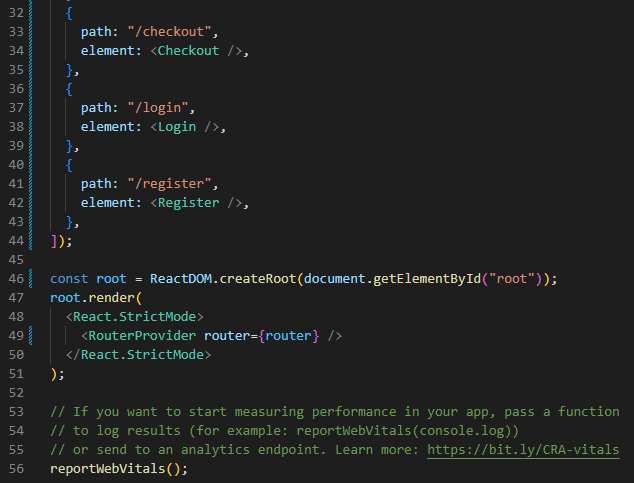 32 {
33 path: "/checkout",
34 element: <Checkout />,
35 },
36 {
37 path: "/login",
38 element: <Login />,
39 },
40 {
41 path: "/register",
42 element: <Register />,
43 },
44 ]);
45
46 const root = ReactDOM.createRoot(document.getElementById("root"));
47 root.render(
48 <React.StrictMode>
49 <RouterProvider router={router} />
50 </React.StrictMode>
51 );
52
53 // If you want to start measuring performance in your app, pass a function
54 // to log results (for example: reportWebVitals(console.log))
55 // or send to an analytics endpoint. Learn more: https://bit.ly/CRA-vitals
56 reportWebVitals();